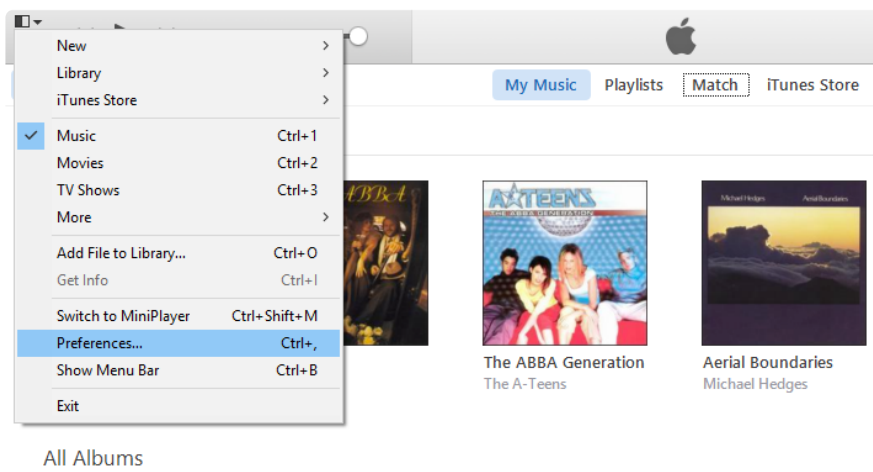 My Music Playlists Match iTunes Store
New
Library
iTunes Store
Music Ctrl+1
Movies Ctrl+2
TV Shows Ctrl+3
More
Add File to Library... Ctrl+O
Get Info Ctrl+I
Switch to MiniPlayer Ctrl+Shift+M
Preferences... Ctrl+,
Show Menu Bar Ctrl+B
Exit
ABBA
A*TEENS
THE ABBA GENERATION
Michael Hedges Aerial Boundaries
The ABBA Generation
The A-Teens
Aerial Boundaries
Michael Hedges
All Albums